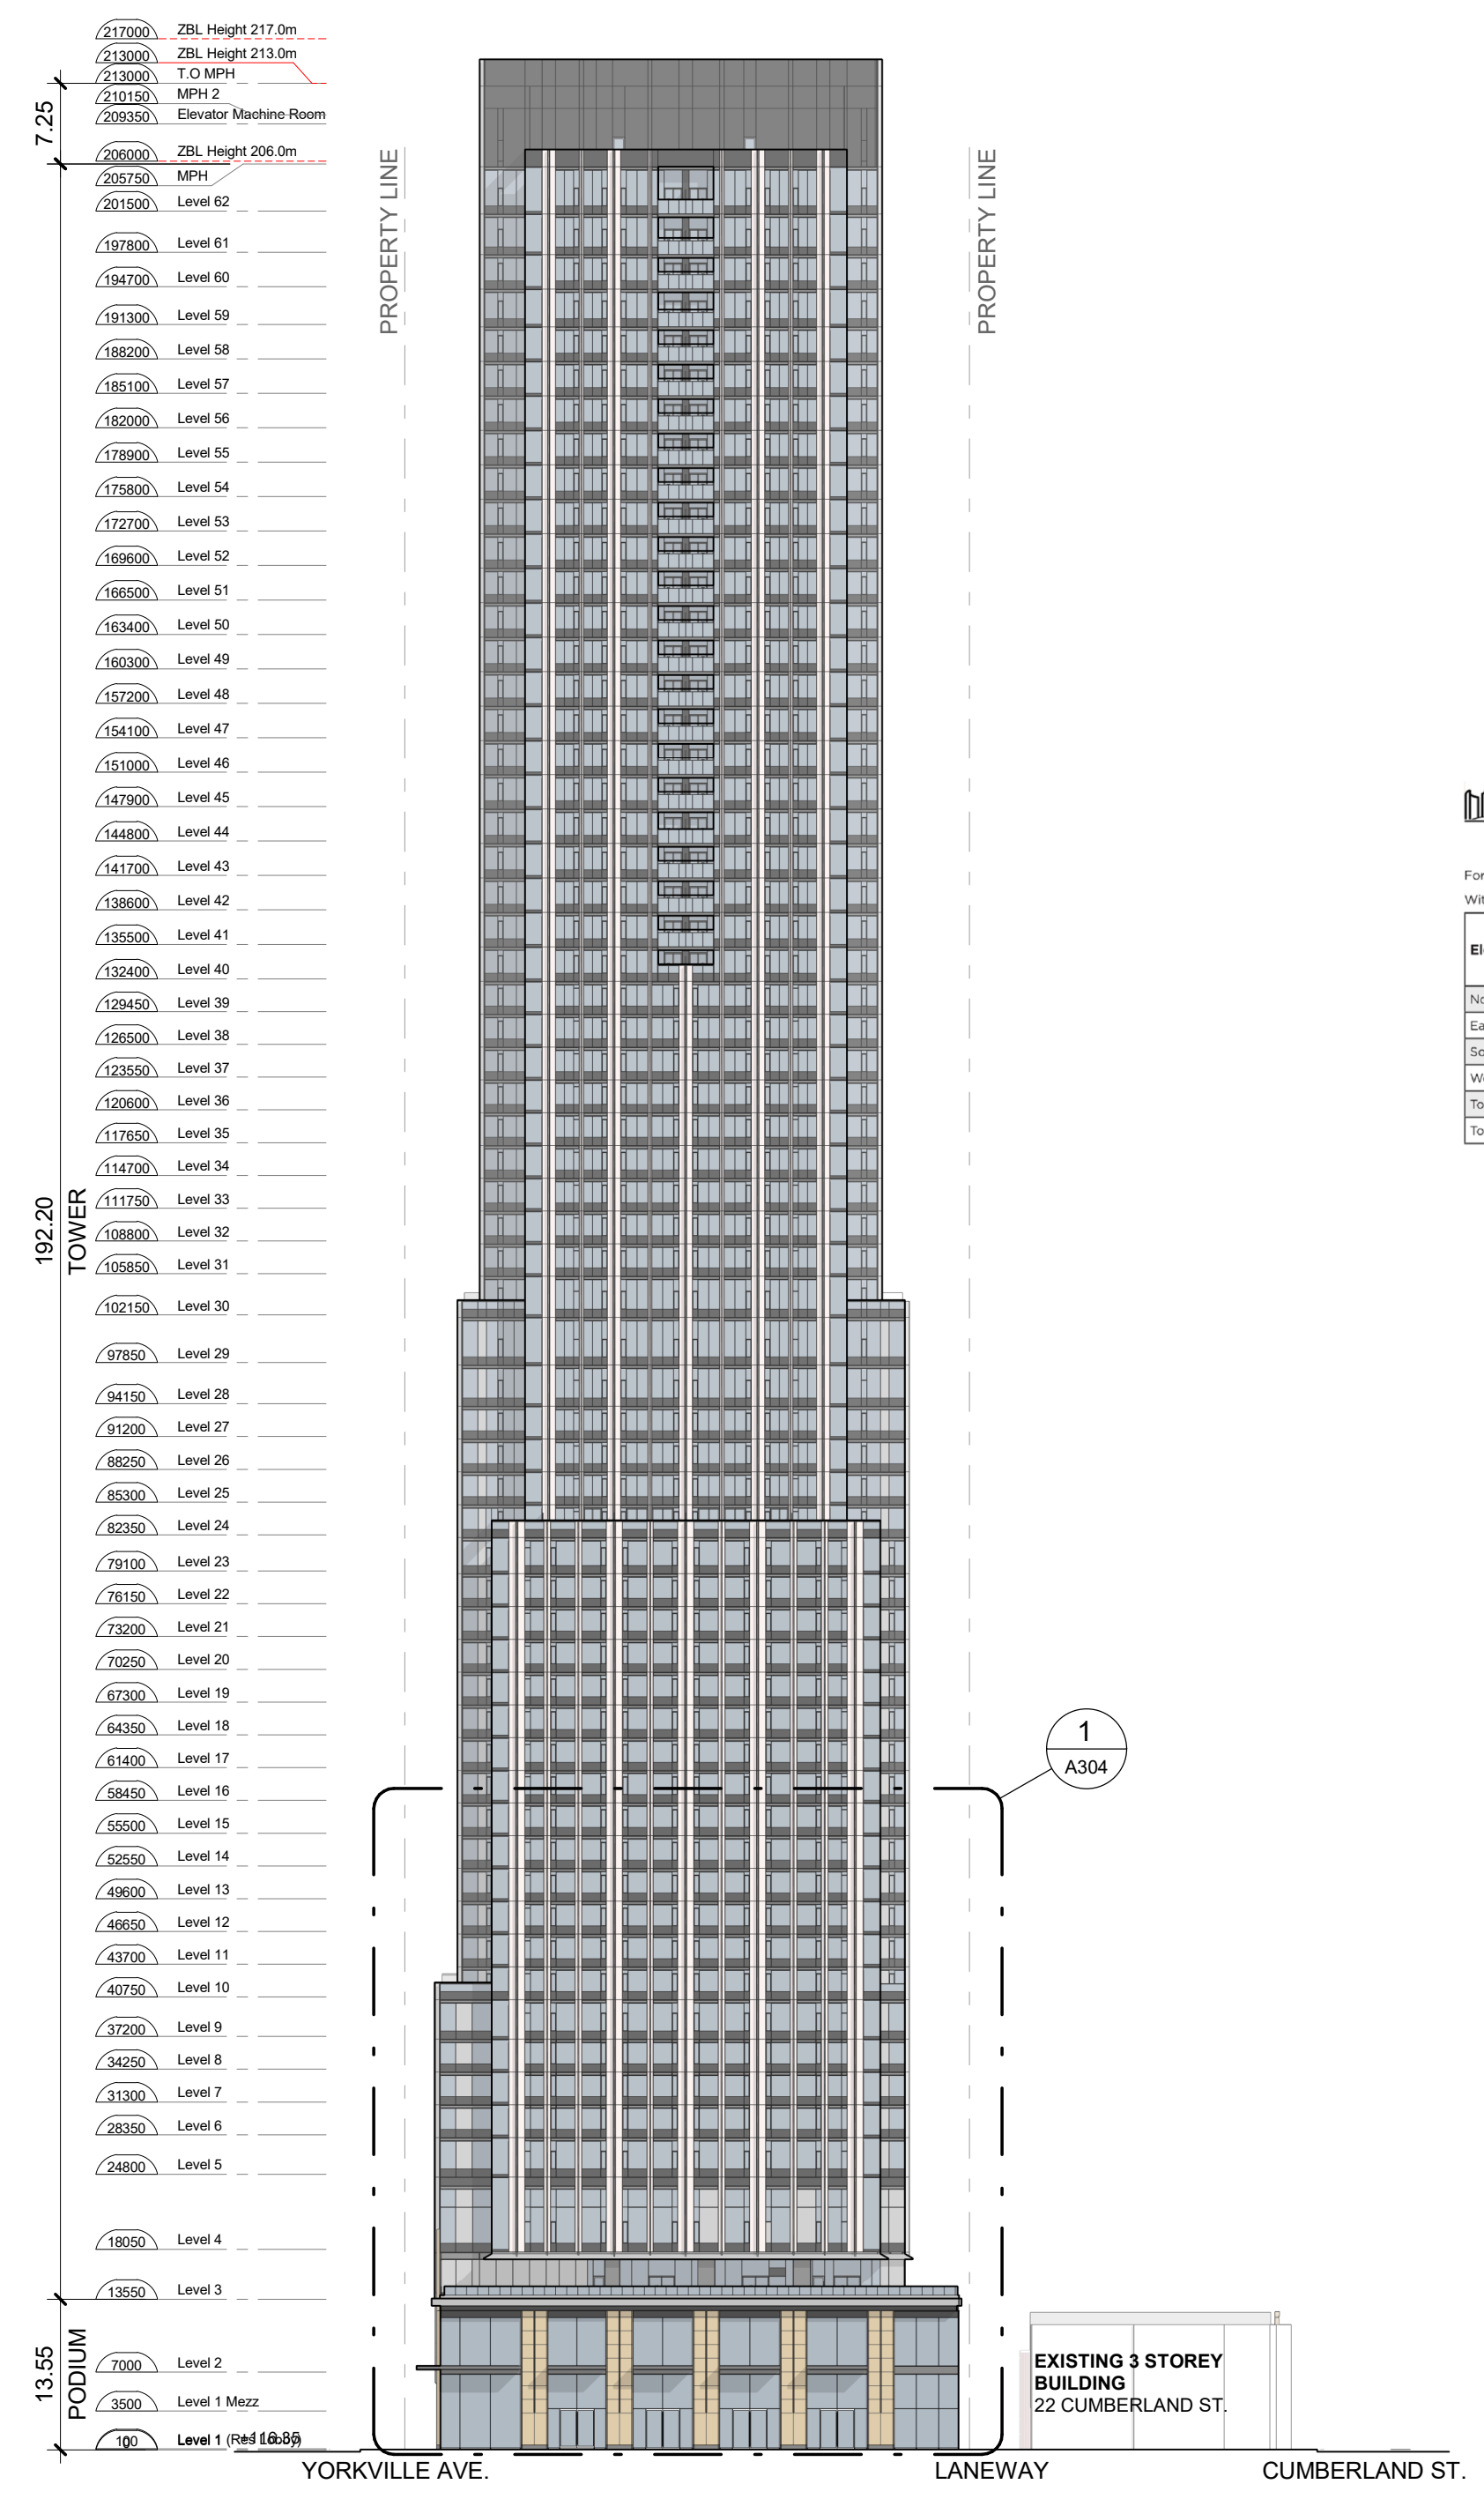 217000 ZBL Height 217.0m
213000 ZBL Height 213.0m
213000 T.O MPH
210150 MPH 2
209350 Elevator Machine Room
206000 ZBL Height 206.0m
205750 MPH
201500 Level 62
197800 Level 61
194700 Level 60
191300 Level 59
188200 Level 58
185100 Level 57
182000 Level 56
178900 Level 55
175800 Level 54
172700 Level 53
169600 Level 52
166500 Level 51
163400 Level 50
160300 Level 49
157200 Level 48
154100 Level 47
151000 Level 46
147900 Level 45
144800 Level 44
141700 Level 43
138600 Level 42
135500 Level 41
132400 Level 40
129450 Level 39
126500 Level 38
123550 Level 37
120600 Level 36
117650 Level 35
114700 Level 34
111750 Level 33
108800 Level 32
105850 Level 31
102150 Level 30
97850 Level 29
94150 Level 28
91200 Level 27
88250 Level 26
85300 Level 25
82350 Level 24
79100 Level 23
76150 Level 22
73200 Level 21
70250 Level 20
67300 Level 19
64350 Level 18
61400 Level 17
58450 Level 16
55500 Level 15
52550 Level 14
49600 Level 13
46650 Level 12
43700 Level 11
40750 Level 10
37200 Level 9
34250 Level 8
31300 Level 7
28350 Level 6
24800 Level 5
18050 Level 4
13550 Level 3
7000 Level 2
3500 Level 1 Mezz
100 Level 1 (Res Lobby)
7.25
192.20
TOWER
13.55
PODIUM
PROPERTY LINE
PROPERTY LINE
1
A304
EXISTING 3 STOREY
BUILDING
22 CUMBERLAND ST.
YORKVILLE AVE.
LANEWAY
CUMBERLAND ST.